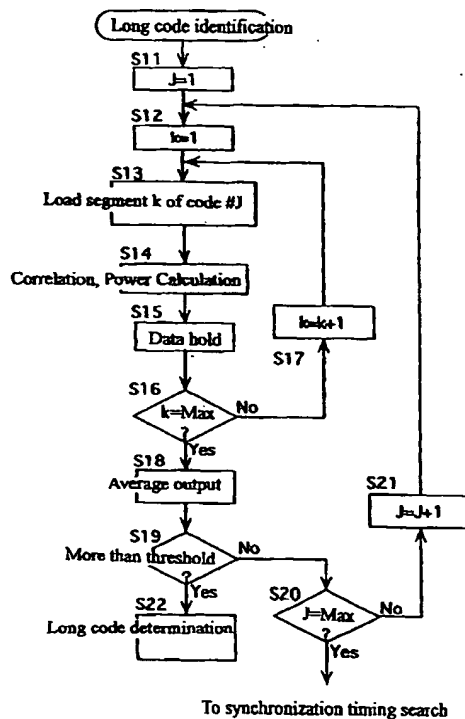 Long code identification
S11
J=1
S12
k=1
S13
Load segment k of code #J
S14
Correlation, Power Calculation
S15
Data hold
k=k+1
S17
S16
k=Max
?
No
Yes
S18
Average output
S21
J=J+1
S19
More than threshold
?
No
Yes
S20
J=Max
?
No
Yes
S22
Long code determination
To synchronization timing search